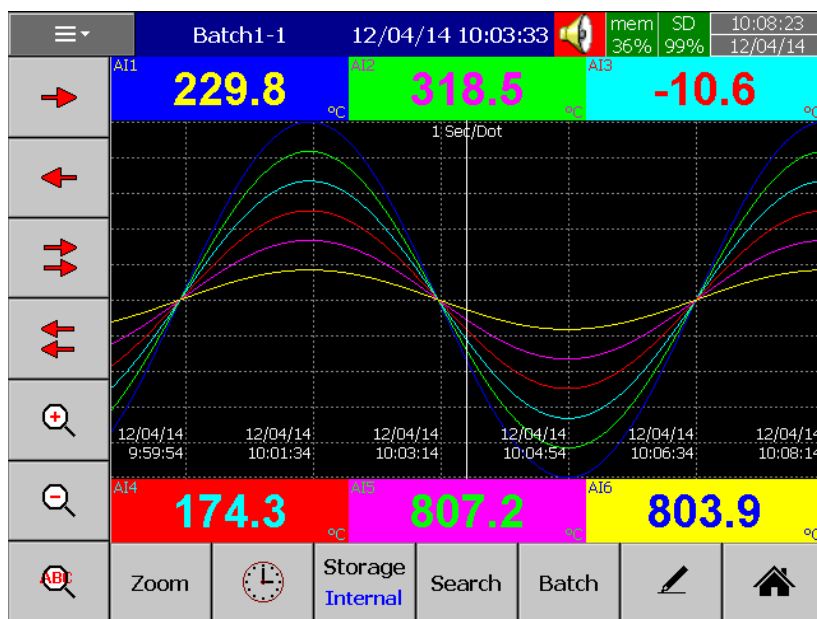 Batch1-1 12/04/14 10:03:33 mem SD 10:08:23
36% 99% 12/04/14
AI1 AI2 AI3
229.8 °C 318.5 °C -10.6 °C
1 Sec/Dot
12/04/14 12/04/14 12/04/14 12/04/14 12/04/14 12/04/14
9:59:54 10:01:34 10:03:14 10:04:54 10:06:34 10:08:14
AI4 AI5 AI6
174.3 °C 807.2 °C 803.9 °C
ABC Zoom Storage Search Batch
Internal